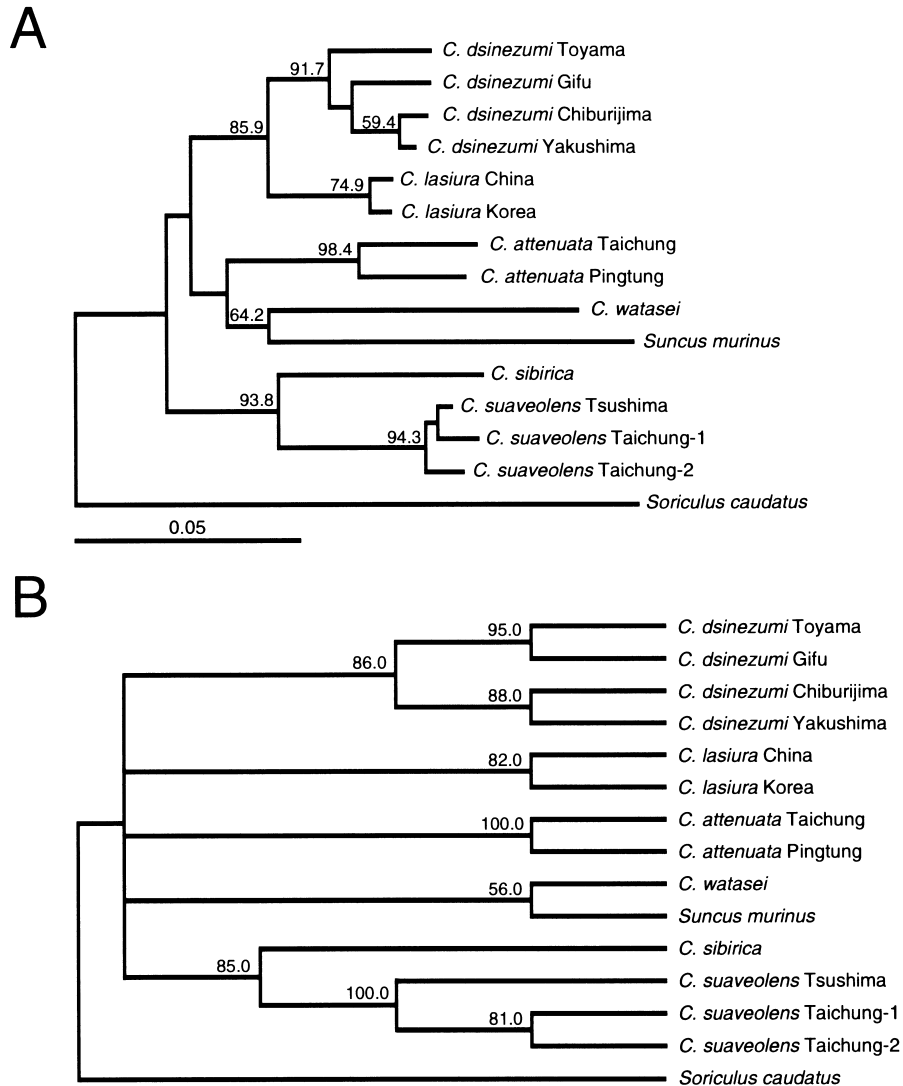 A
C. dsinezumi Toyama
91.7
C. dsinezumi Gifu
C. dsinezumi Chiburijima
59.4
85.9
C. dsinezumi Yakushima
C. lasiura China
74.9
C. lasiura Korea
C. attenuata Taichung
98.4
C. attenuata Pingtung
C. watasei
64.2
Suncus murinus
C. sibirica
93.8
C. suaveolens Tsushima
C. suaveolens Taichung-1
94.3
C. suaveolens Taichung-2
Soriculus caudatus
0.05
B
C. dsinezumi Toyama
95.0
C. dsinezumi Gifu
86.0
C. dsinezumi Chiburijima
88.0
C. dsinezumi Yakushima
C. lasiura China
82.0
C. lasiura Korea
C. attenuata Taichung
100.0
C. attenuata Pingtung
C. watasei
56.0
Suncus murinus
C. sibirica
85.0
C. suaveolens Tsushima
100.0
C. suaveolens Taichung-1
81.0
C. suaveolens Taichung-2
Soriculus caudatus